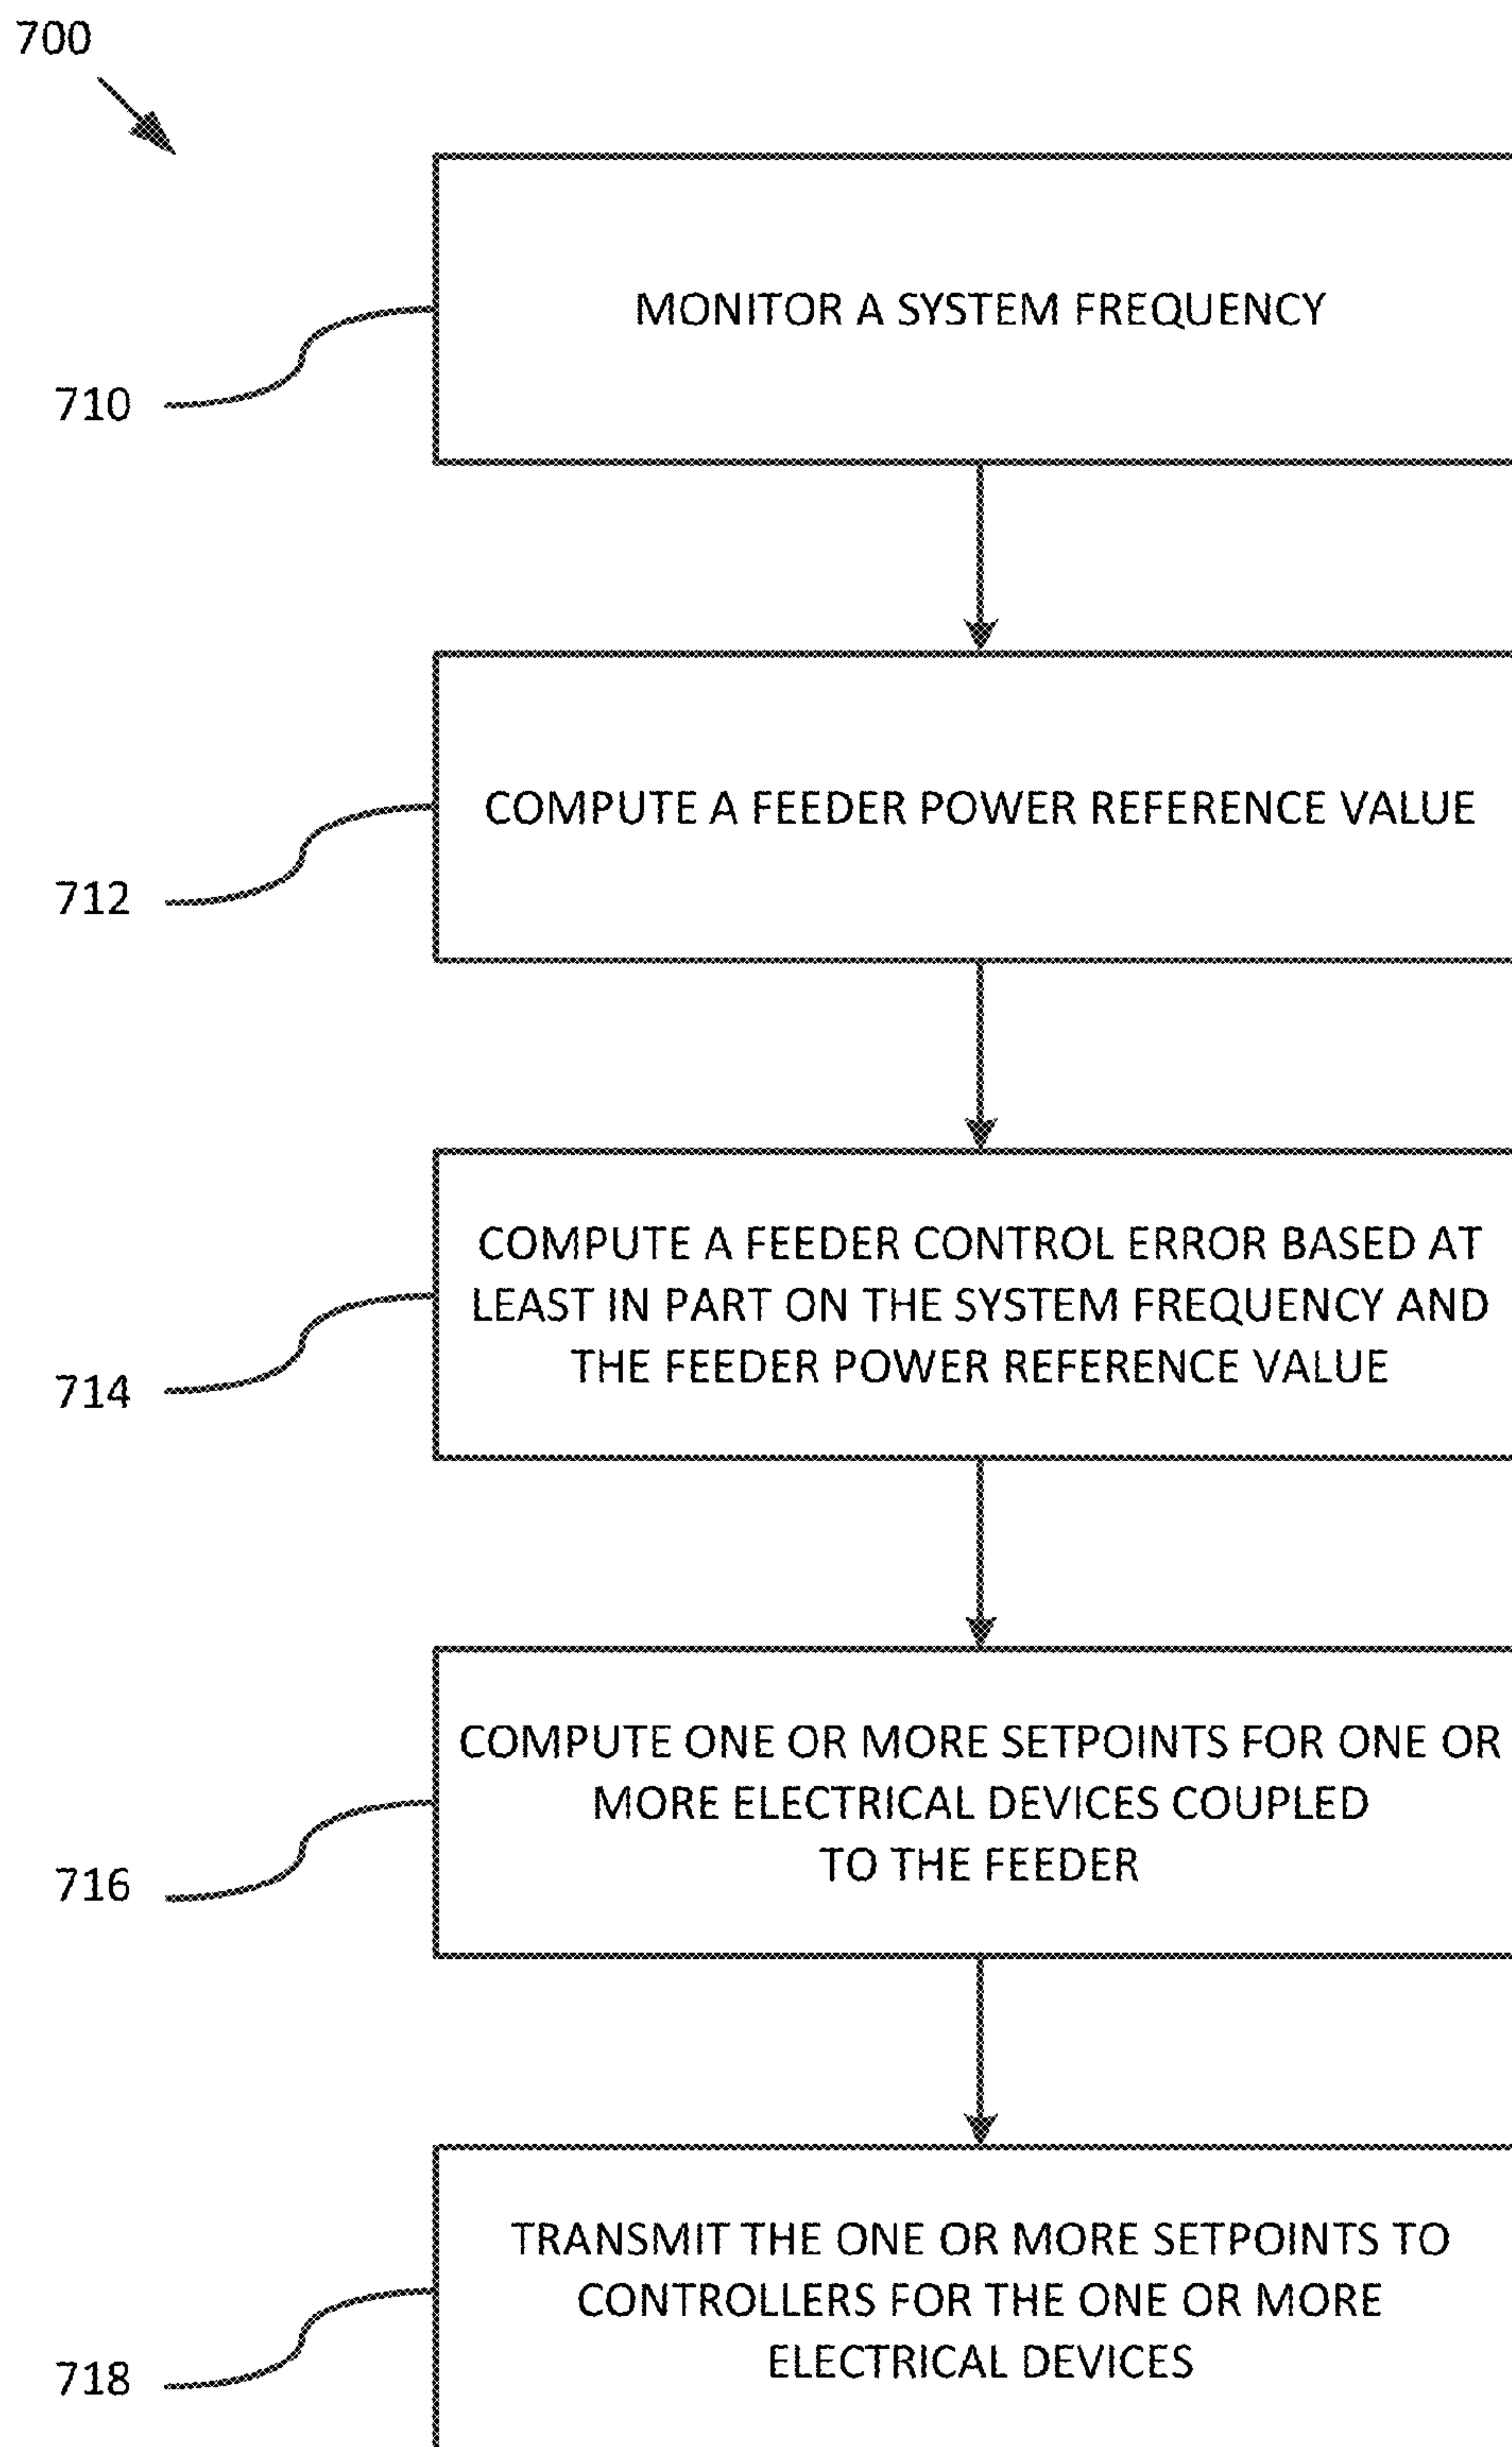 700
MONITOR A SYSTEM FREQUENCY
710
COMPUTE A FEEDER POWER REFERENCE VALUE
712
COMPUTE A FEEDER CONTROL ERROR BASED AT
LEAST IN PART ON THE SYSTEM FREQUENCY AND
THE FEEDER POWER REFERENCE VALUE
714
COMPUTE ONE OR MORE SETPOINTS FOR ONE OR
MORE ELECTRICAL DEVICES COUPLED
TO THE FEEDER
716
TRANSMIT THE ONE OR MORE SETPOINTS TO
CONTROLLERS FOR THE ONE OR MORE
ELECTRICAL DEVICES
718